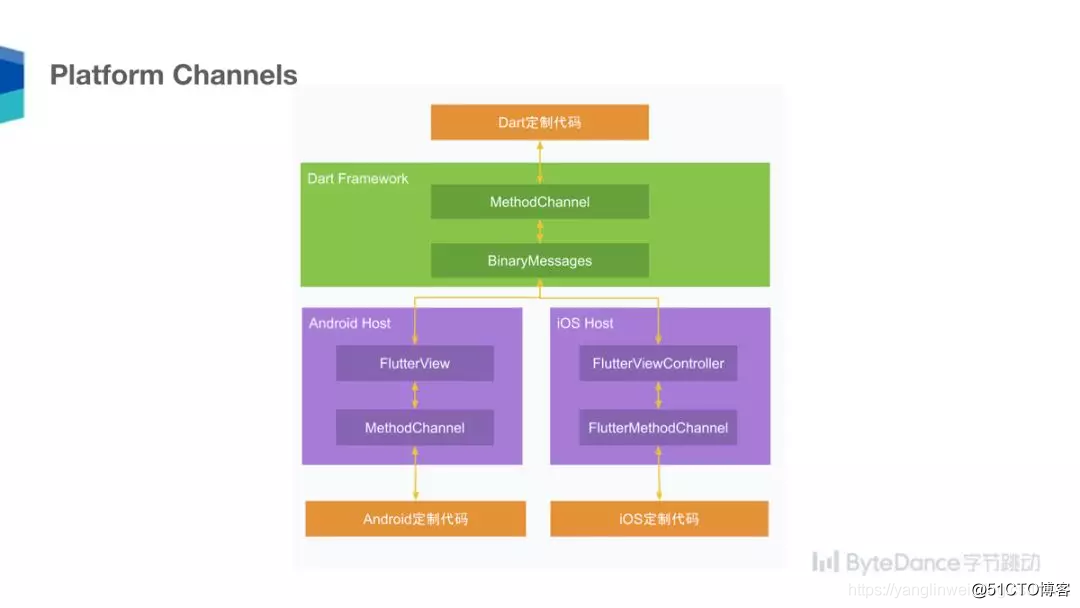 Platform Channels
Dart定制代码
Dart Framework
MethodChannel
BinaryMessages
Android Host
iOS Host
FlutterView
FlutterViewController
MethodChannel
FlutterMethodChannel
Android定制代码
iOS定制代码
ByteDance字节跳动
https://yanglinwei
@51CTO博客